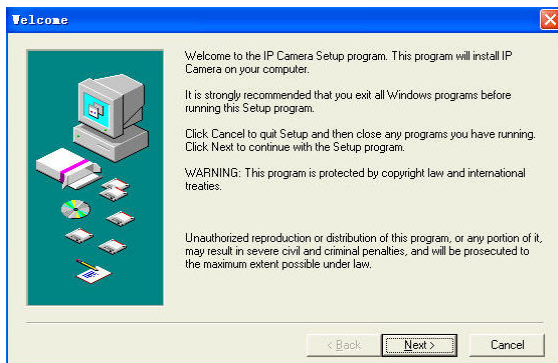 Welcome
Welcome to the IP Camera Setup program. This program will install IP
Camera on your computer.
It is strongly recommended that you exit all Windows programs before
running this Setup program.
Click Cancel to quit Setup and then close any programs you have running.
Click Next to continue with the Setup program.
WARNING: This program is protected by copyright law and international
treaties.
Unauthorized reproduction or distribution of this program, or any portion of it,
may result in severe civil and criminal penalties, and will be prosecuted to
the maximum extent possible under law.
< Back Next > Cancel